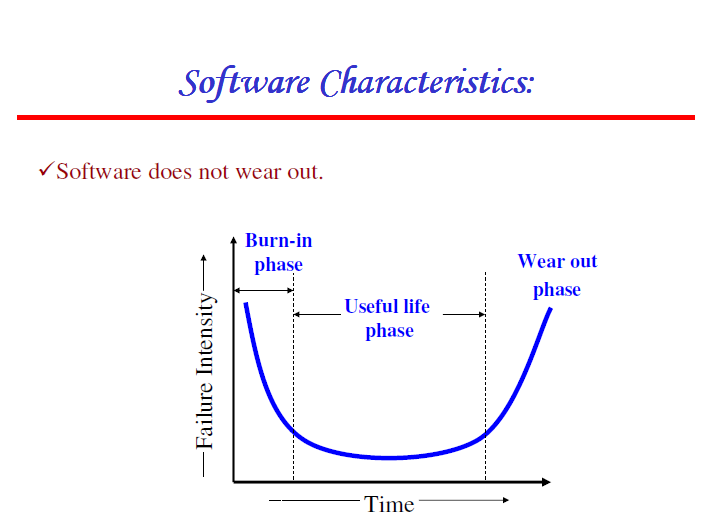 Software Characteristics:
✓Software does not wear out.
Burn-in
phase
Useful life
phase
Wear out
phase
Failure Intensity
Time